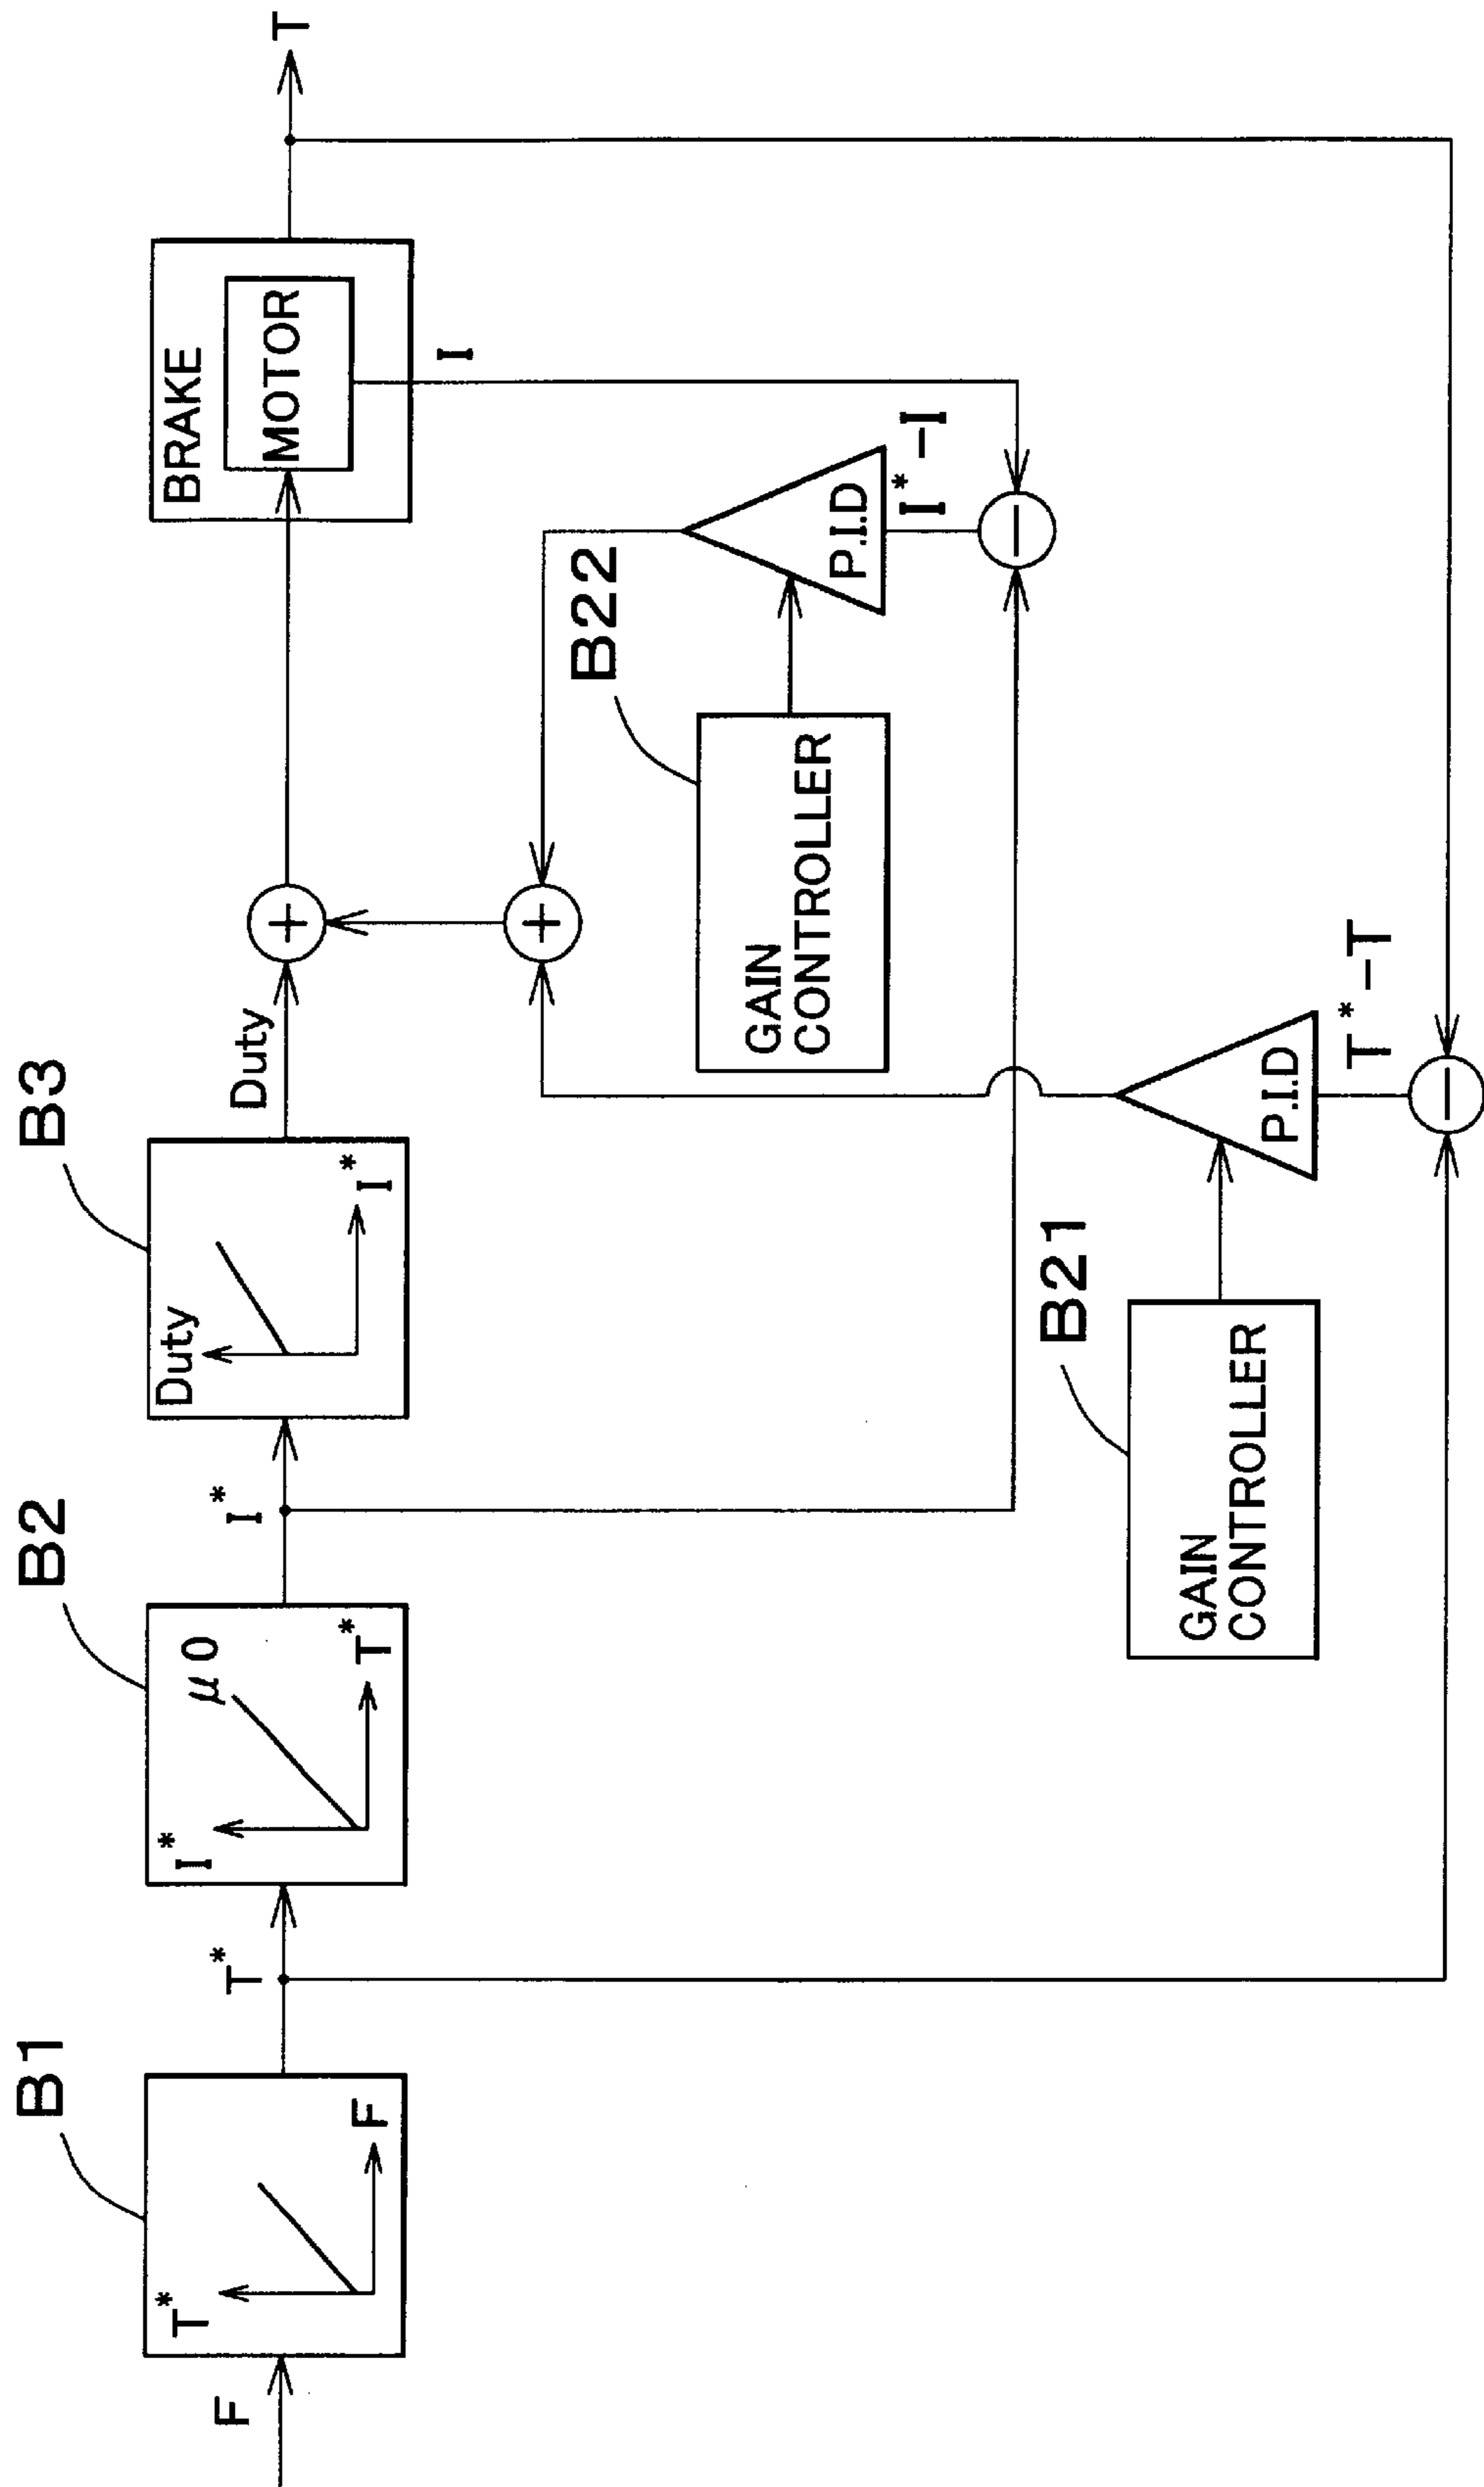 B1
B2
B3
F
T*
F
T*
I*
μ0
T*
I*
Duty
I*
Duty
BRAKE
MOTOR
T
I
B22
GAIN
CONTROLLER
P.I.D
I*-I
B21
GAIN
CONTROLLER
P.I.D
T*-T
+
+
−
−